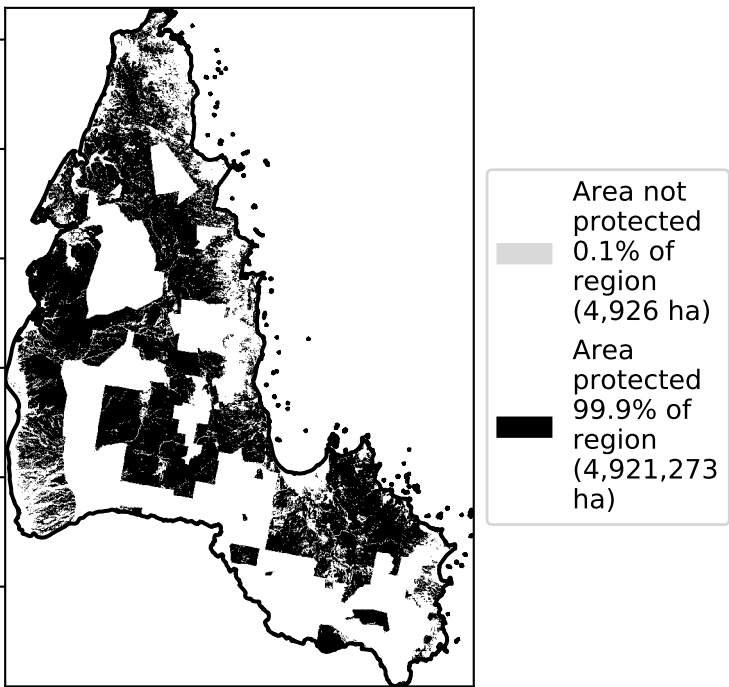 Area not
protected
0.1% of
region
(4,926 ha)
Area
protected
99.9% of
region
(4,921,273
ha)